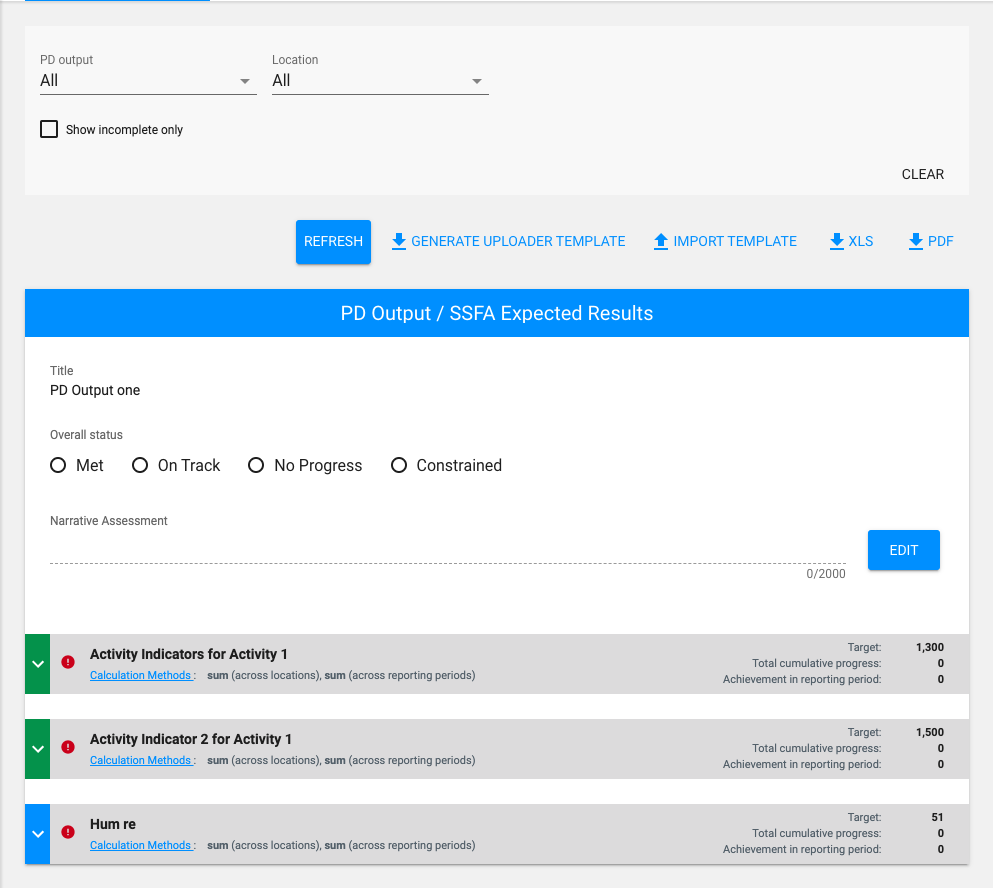 PD output
Location
All
All
Show incomplete only
CLEAR
REFRESH
GENERATE UPLOADER TEMPLATE
IMPORT TEMPLATE
XLS
PDF
PD Output / SSFA Expected Results
Title
PD Output one
Overall status
Met
On Track
No Progress
Constrained
Narrative Assessment
EDIT
0/2000
Activity Indicators for Activity 1
Calculation Methods : sum (across locations), sum (across reporting periods)
Target: 1,300
Total cumulative progress: 0
Achievement in reporting period: 0
Activity Indicator 2 for Activity 1
Calculation Methods : sum (across locations), sum (across reporting periods)
Target: 1,500
Total cumulative progress: 0
Achievement in reporting period: 0
Hum re
Calculation Methods : sum (across locations), sum (across reporting periods)
Target: 51
Total cumulative progress: 0
Achievement in reporting period: 0